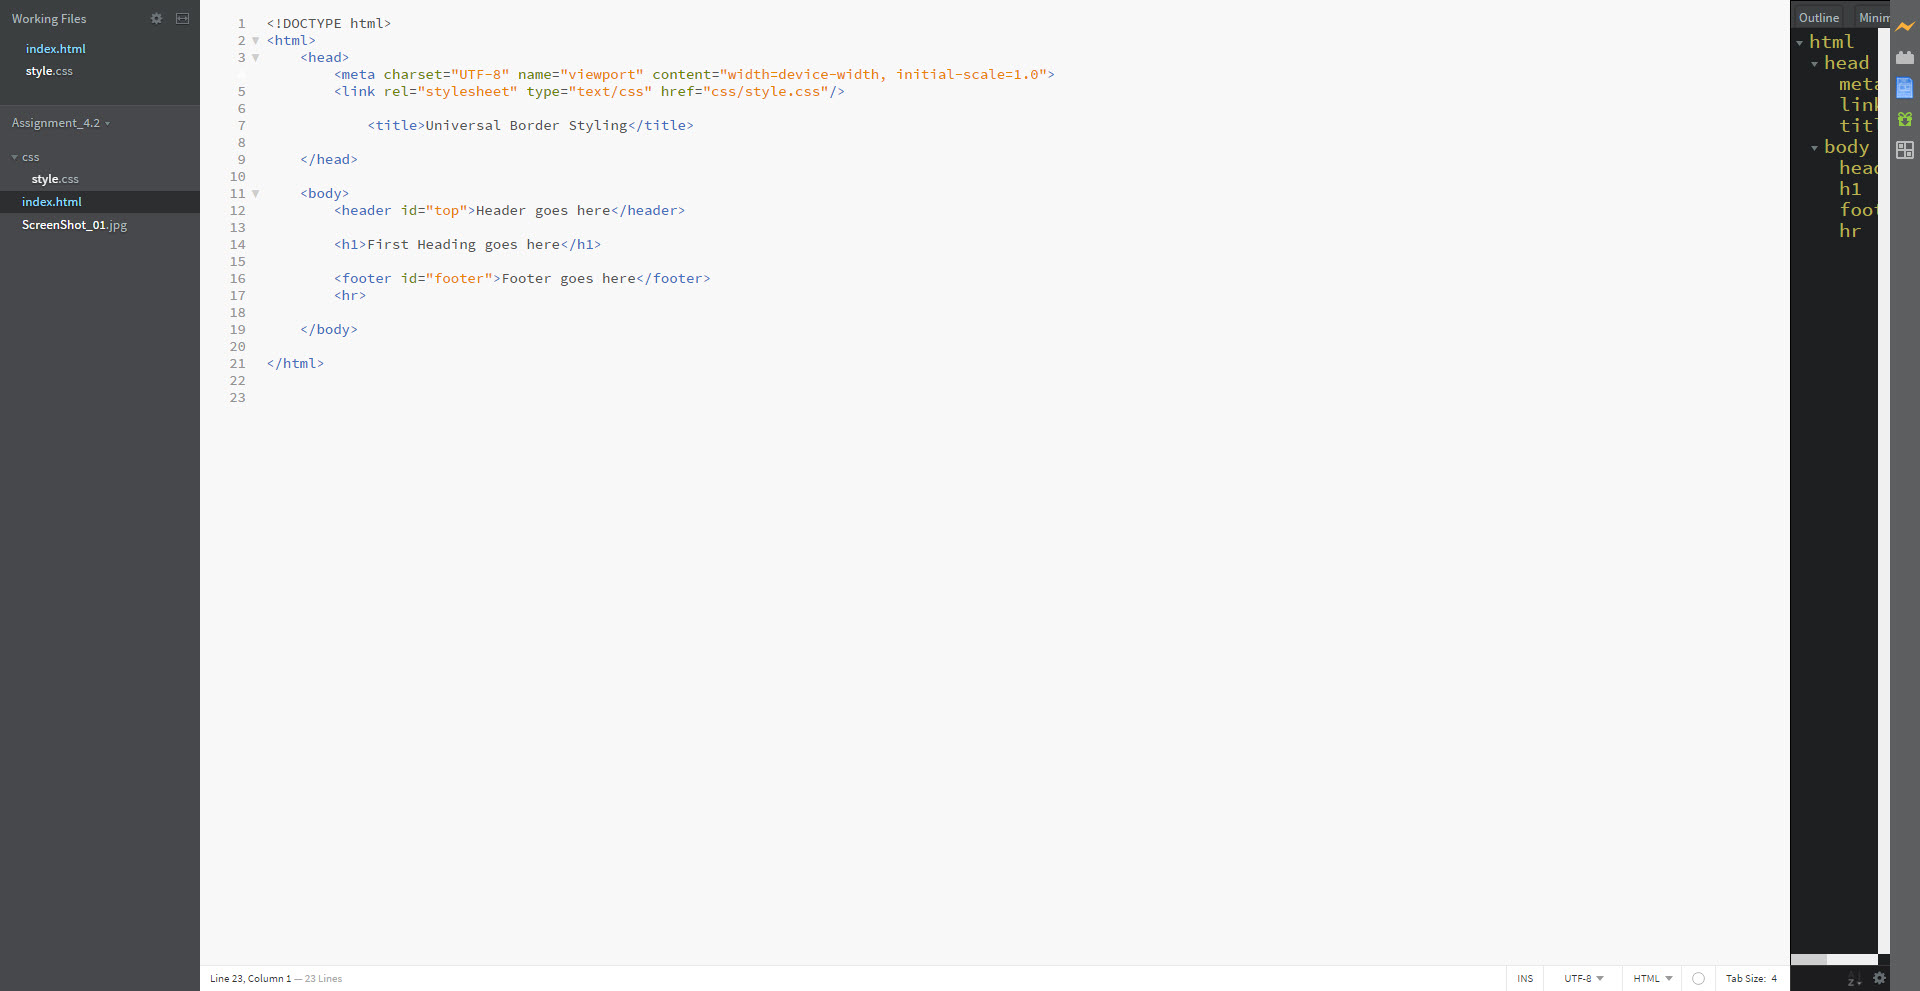 Working Files
index.html
style.css
Assignment_4.2
css
style.css
index.html
ScreenShot_01.jpg
1 <!DOCTYPE html>
2 <html>
3 <head>
<meta charset="UTF-8" name="viewport" content="width=device-width, initial-scale=1.0">
5 <link rel="stylesheet" type="text/css" href="css/style.css"/>
6
7 <title>Universal Border Styling</title>
8
9 </head>
10
11 <body>
12 <header id="top">Header goes here</header>
13
14 <h1>First Heading goes here</h1>
15
16 <footer id="footer">Footer goes here</footer>
17 <hr>
18
19 </body>
20
21 </html>
22
23
Line 23, Column 1 — 23 Lines
INS UTF-8 HTML Tab Size: 4
Outline Minim
html
head
meta
link
titl
body
head
h1
foot
hr